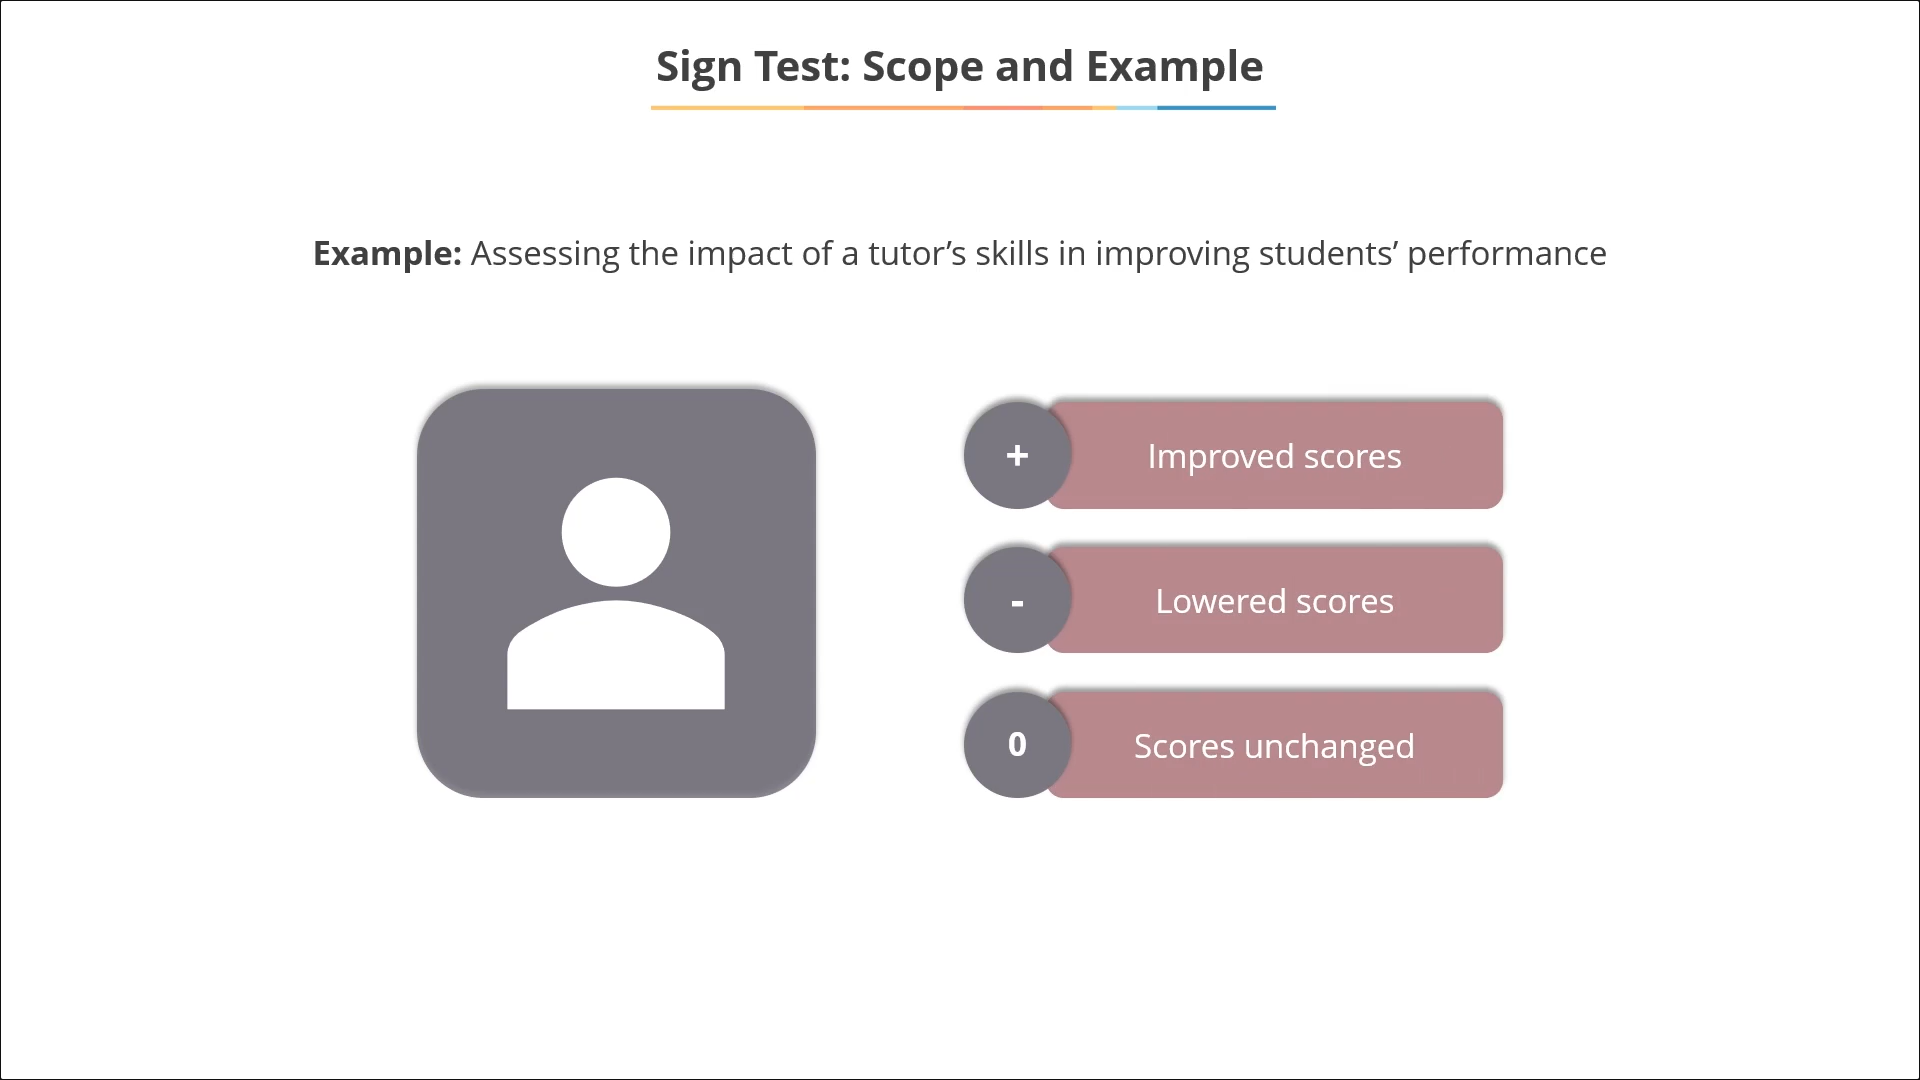 Sign Test: Scope and Example
Example: Assessing the impact of a tutor’s skills in improving students’ performance
+ Improved scores
- Lowered scores
0 Scores unchanged